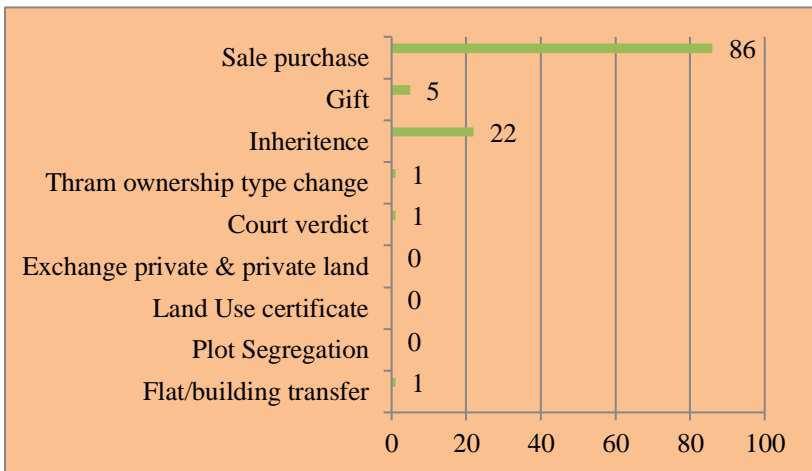 Sale purchase 86
Gift 5
Inheritence 22
Thram ownership type change 1
Court verdict 1
Exchange private & private land 0
Land Use certificate 0
Plot Segregation 0
Flat/building transfer 1
0 20 40 60 80 100